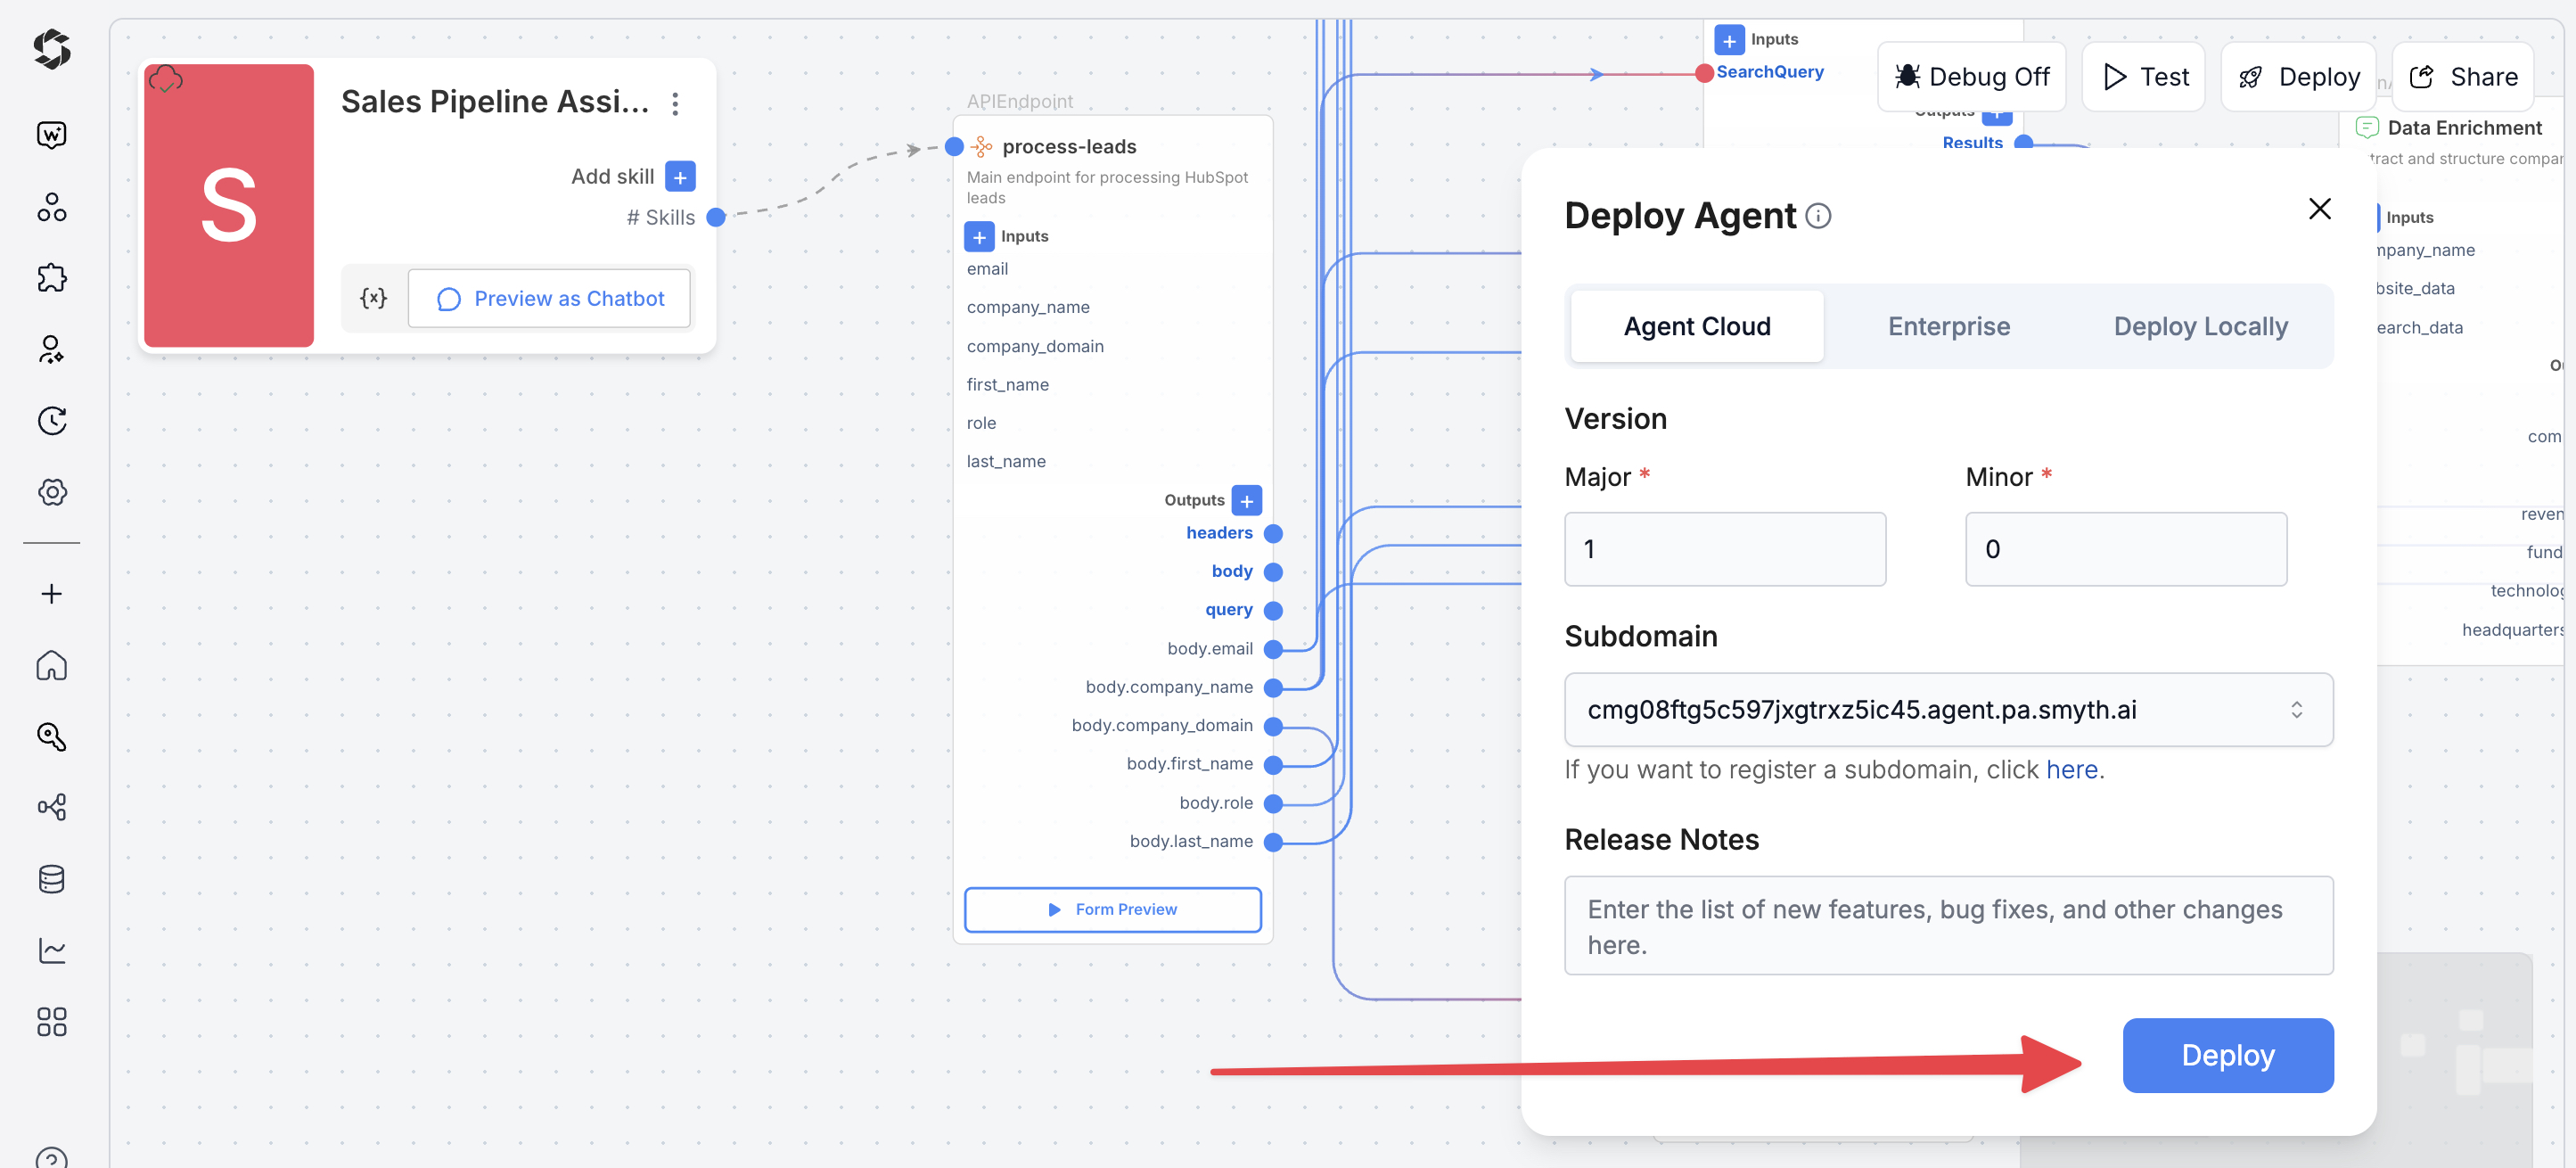 S
Sales Pipeline Assi...
Add skill
# Skills
{x}
Preview as Chatbot
APIEndpoint
process-leads
Main endpoint for processing HubSpot
leads
Inputs
email
company_name
company_domain
first_name
role
last_name
Outputs
headers
body
query
body.email
body.company_name
body.company_domain
body.first_name
body.role
body.last_name
Form Preview
Inputs
SearchQuery
Outputs
Results
Debug Off
Test
Deploy
Share
Data Enrichment
tract and structure compar
Inputs
mpany_name
bsite_data
earch_data
com
reven
fund
technolog
headquarters
Deploy Agent
Agent Cloud
Enterprise
Deploy Locally
Version
Major *
Minor *
1
0
Subdomain
cmg08ftg5c597jxgtrxz5ic45.agent.pa.smyth.ai
If you want to register a subdomain, click here.
Release Notes
Enter the list of new features, bug fixes, and other changes
here.
Deploy